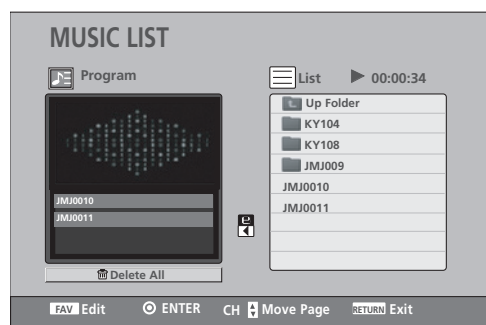 MUSIC LIST
Program
JMJ0010
JMJ0011
Delete All
List 00:00:34
Up Folder
KY104
KY108
JMJ009
JMJ0010
JMJ0011
e
FAV Edit ENTER CH Move Page RETURN Exit